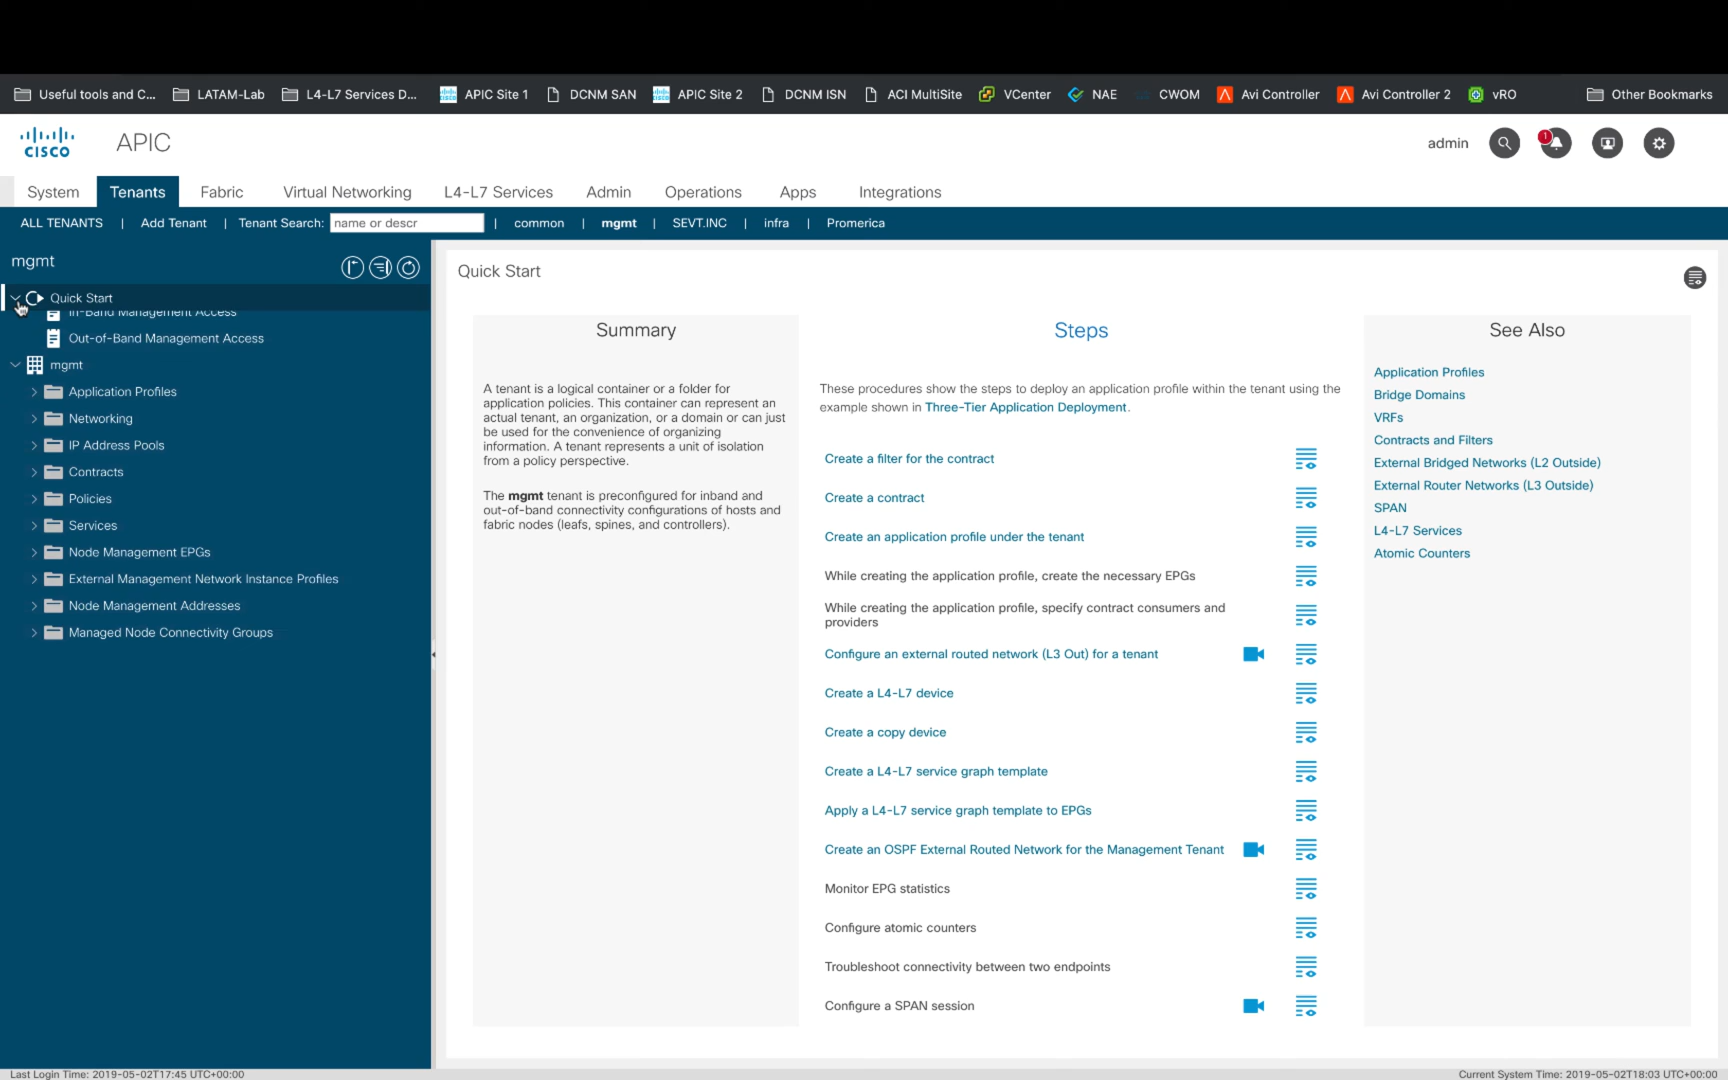 Useful tools and C... LATAM-Lab L4-L7 Services D... APIC Site 1 DCNM SAN APIC Site 2 DCNM ISN ACI MultiSite VCenter NAE CWOM Avi Controller Avi Controller 2 vRO Other Bookmarks
CISCO APIC admin 1
System Tenants Fabric Virtual Networking L4-L7 Services Admin Operations Apps Integrations
ALL TENANTS | Add Tenant | Tenant Search: name or descr | common | mgmt | SEVT.INC | infra | Promerica
mgmt
Quick Start
In-Band Management Access
Out-of-Band Management Access
mgmt
Application Profiles
Networking
IP Address Pools
Contracts
Policies
Services
Node Management EPGs
External Management Network Instance Profiles
Node Management Addresses
Managed Node Connectivity Groups
Quick Start
Summary
A tenant is a logical container or a folder for
application policies. This container can represent an
actual tenant, an organization, or a domain or can just
be used for the convenience of organizing
information. A tenant represents a unit of isolation
from a policy perspective.
The mgmt tenant is preconfigured for inband and
out-of-band connectivity configurations of hosts and
fabric nodes (leafs, spines, and controllers).
Steps
These procedures show the steps to deploy an application profile within the tenant using the
example shown in Three-Tier Application Deployment.
Create a filter for the contract
Create a contract
Create an application profile under the tenant
While creating the application profile, create the necessary EPGs
While creating the application profile, specify contract consumers and
providers
Configure an external routed network (L3 Out) for a tenant
Create a L4-L7 device
Create a copy device
Create a L4-L7 service graph template
Apply a L4-L7 service graph template to EPGs
Create an OSPF External Routed Network for the Management Tenant
Monitor EPG statistics
Configure atomic counters
Troubleshoot connectivity between two endpoints
Configure a SPAN session
See Also
Application Profiles
Bridge Domains
VRFs
Contracts and Filters
External Bridged Networks (L2 Outside)
External Router Networks (L3 Outside)
SPAN
L4-L7 Services
Atomic Counters
Last Login Time: 2019-05-02T17:45 UTC+00:00
Current System Time: 2019-05-02T18:03 UTC+00:00